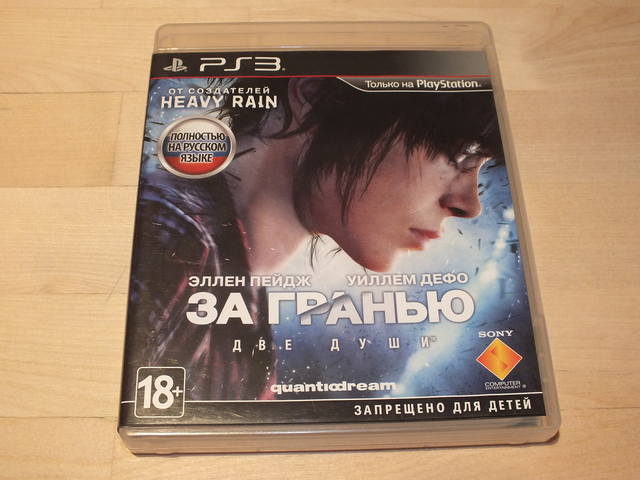 PS3
Только на PlayStation®
ОТ СОЗДАТЕЛЕЙ
HEAVY RAIN
ПОЛНОСТЬЮ
НА РУССКОМ
ЯЗЫКЕ
ЭЛЛЕН ПЕЙДЖ УИЛЛЕМ ДЕФО
ЗА ГРАНЬЮ
ДВЕ ДУШИ™
SONY
COMPUTER
ENTERTAINMENT®
18+
quanticdream
ЗАПРЕЩЕНО ДЛЯ ДЕТЕЙ